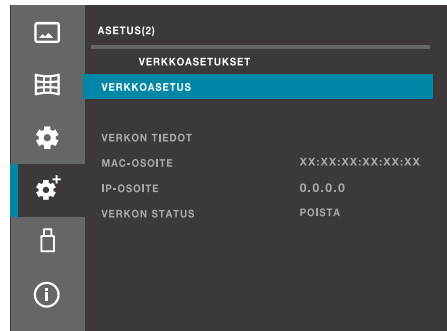 ASETUS(2)
VERKKOASETUKSET
VERKKOASETUS
VERKON TIEDOT
MAC-OSOITE XX:XX:XX:XX:XX:XX
IP-OSOITE 0.0.0.0
VERKON STATUS POISTA